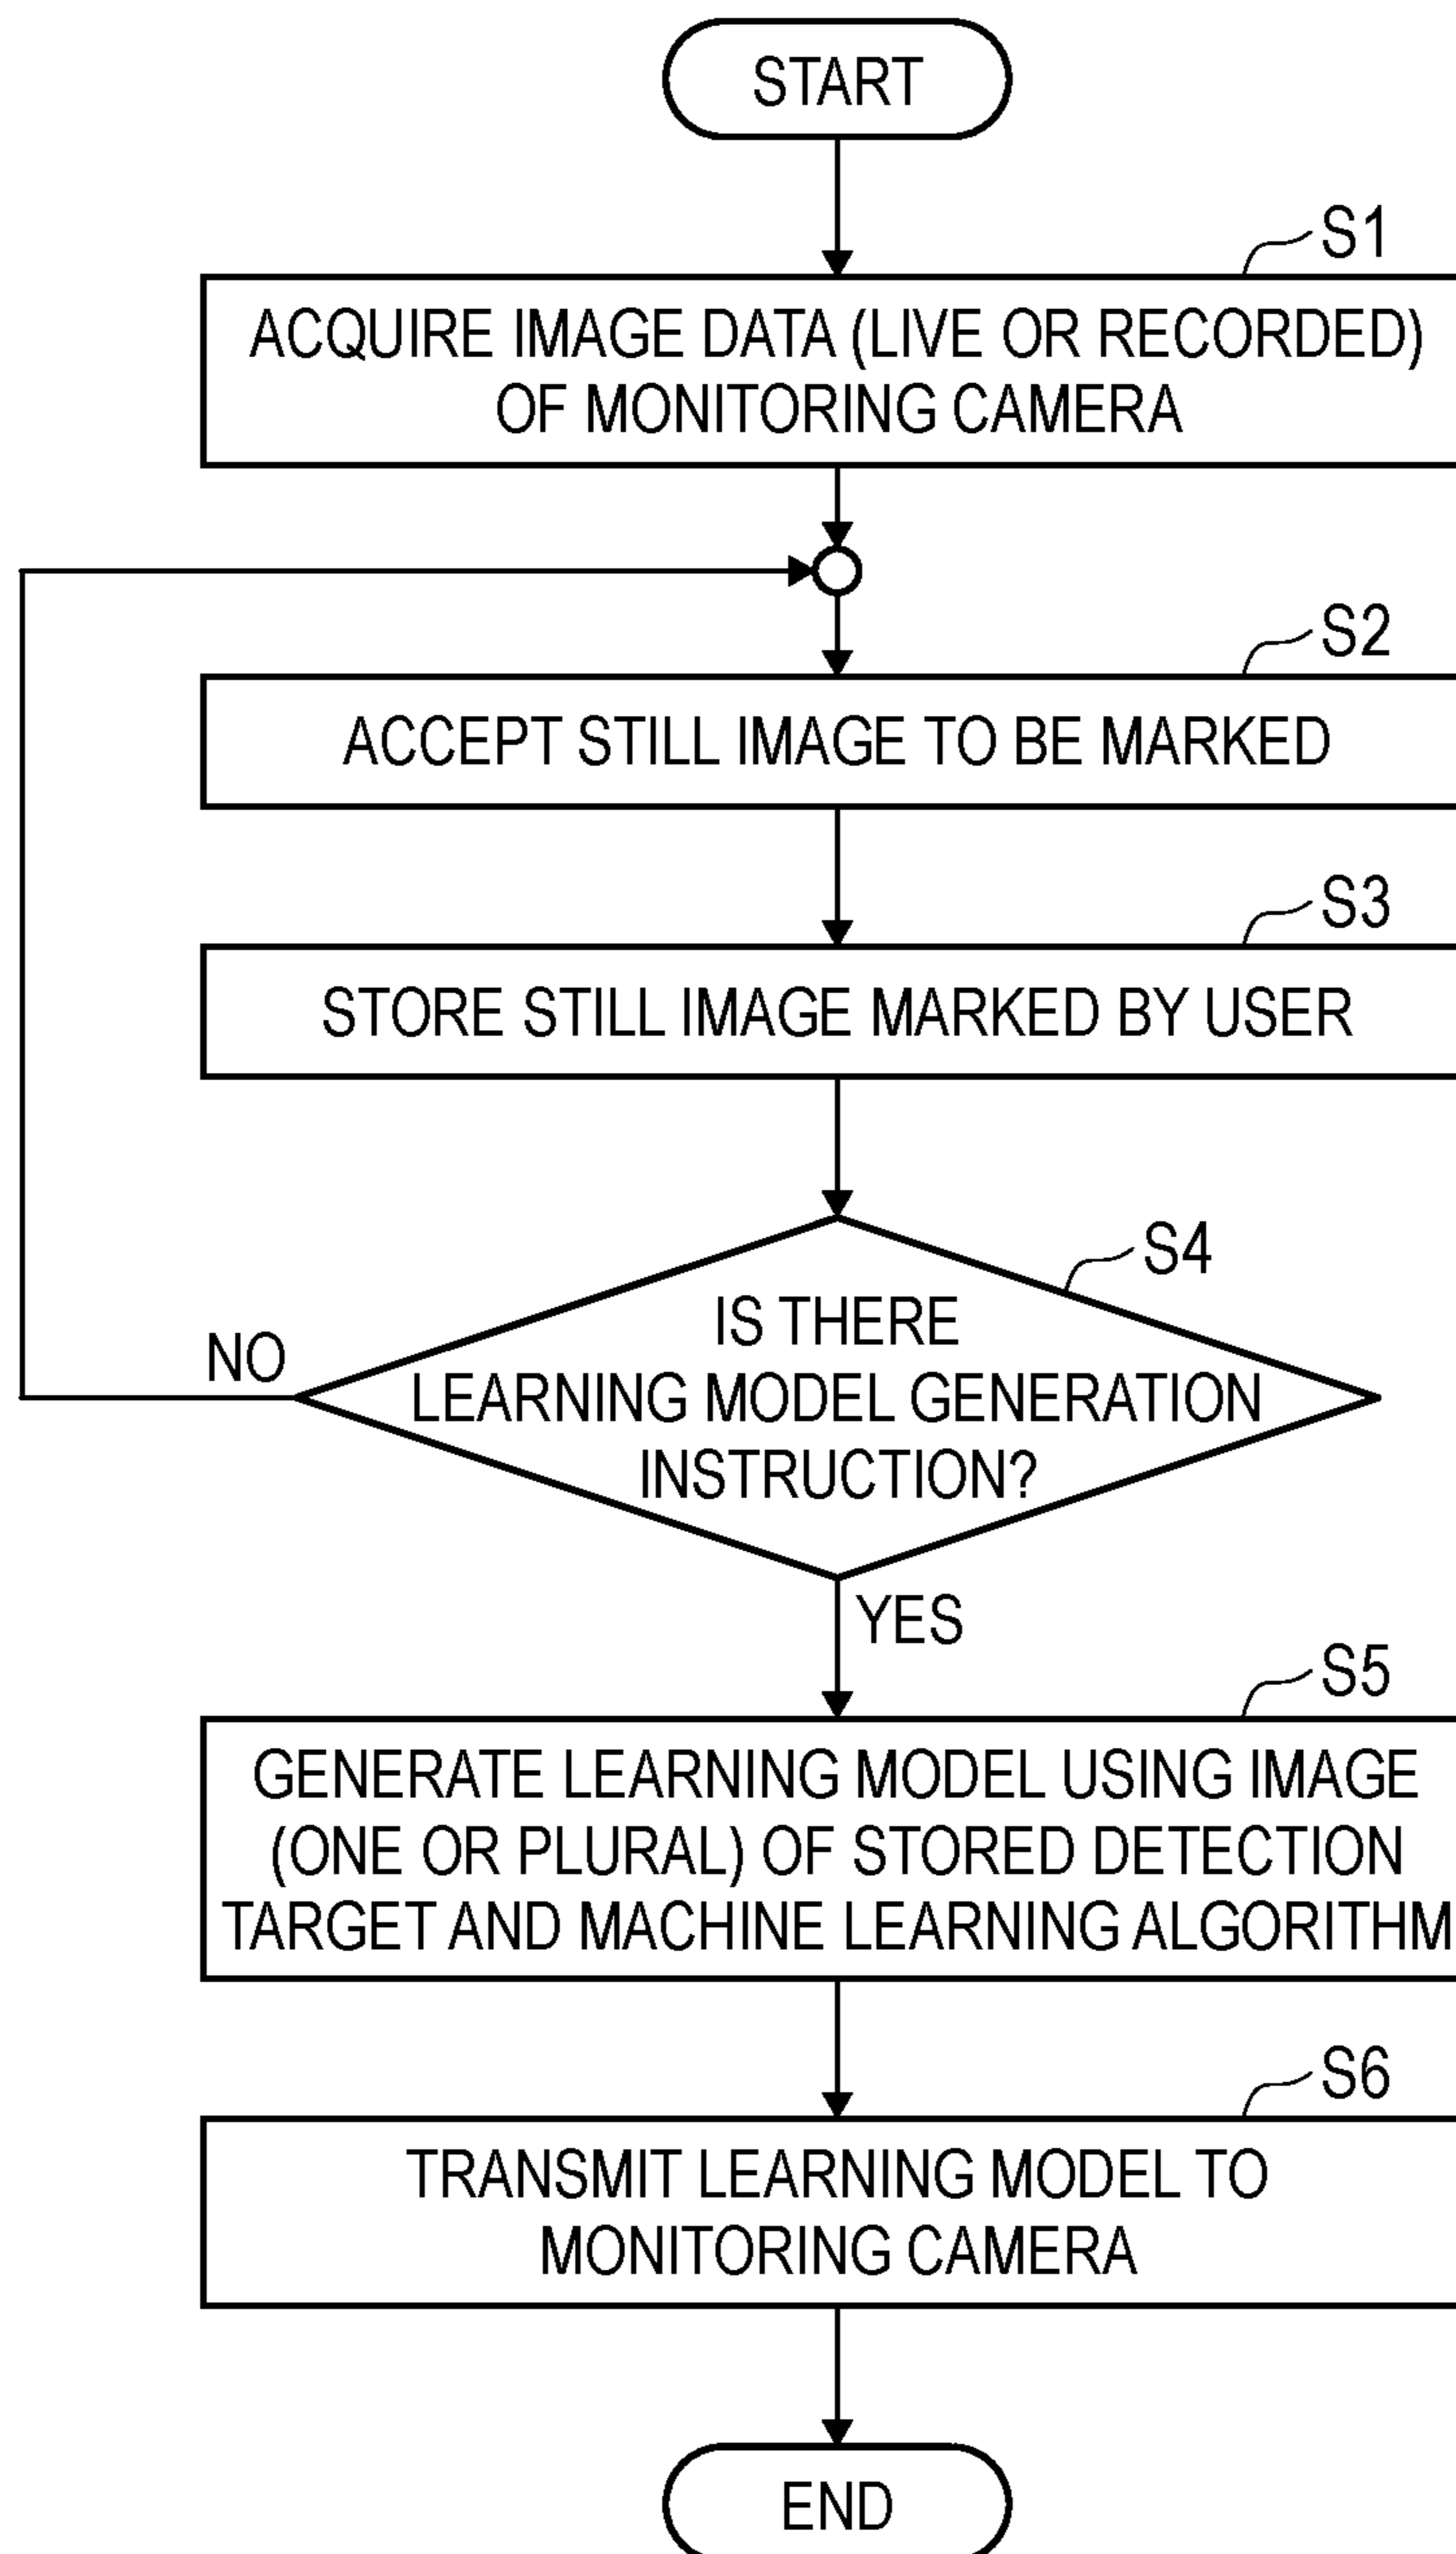 START
S1
ACQUIRE IMAGE DATA (LIVE OR RECORDED)
OF MONITORING CAMERA
S2
ACCEPT STILL IMAGE TO BE MARKED
S3
STORE STILL IMAGE MARKED BY USER
S4
IS THERE
LEARNING MODEL GENERATION
INSTRUCTION?
NO
YES
S5
GENERATE LEARNING MODEL USING IMAGE
(ONE OR PLURAL) OF STORED DETECTION
TARGET AND MACHINE LEARNING ALGORITHM
S6
TRANSMIT LEARNING MODEL TO
MONITORING CAMERA
END